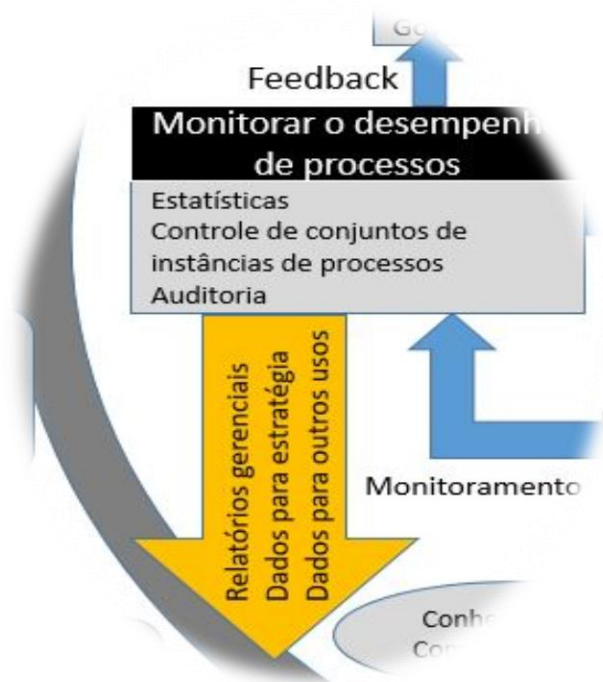 Feedback
Monitorar o desempenh
de processos
Estatísticas
Controle de conjuntos de
instâncias de processos
Auditoria
Relatórios gerenciais
Dados para estratégia
Dados para outros usos
Monitoramento